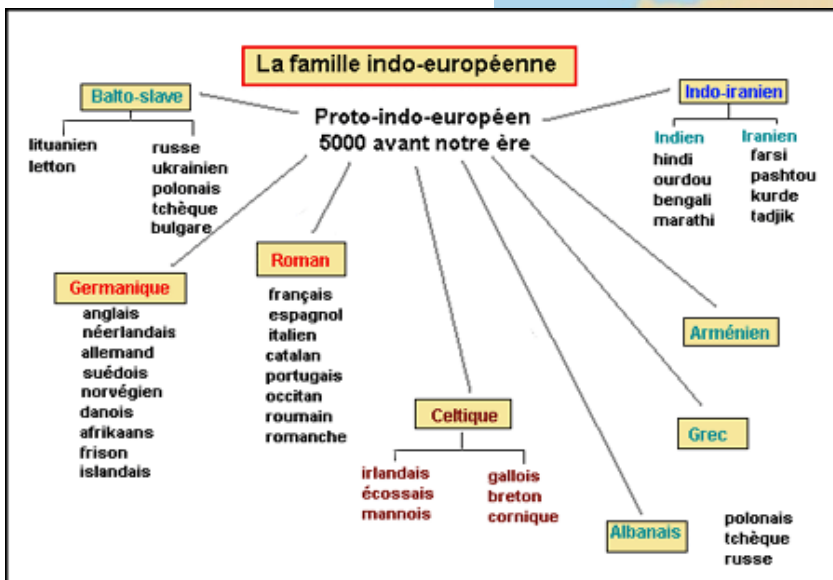 La famille indo-européenne
Proto-indo-européen
5000 avant notre ère
Balto-slave
lituanien
letton
russe
ukrainien
polonais
tchèque
bulgare
Indo-iranien
Indien
hindi
ourdou
bengali
marathi
Iranien
farsi
pashtou
kurde
tadjik
Germanique
anglais
néerlandais
allemand
suédois
norvégien
danois
afrikaans
frison
islandais
Roman
français
espagnol
italien
catalan
portugais
occitan
roumain
romanche
Celtique
irlandais
écossais
mannois
gallois
breton
cornique
Arménien
Grec
Albanais
polonais
tchèque
russe